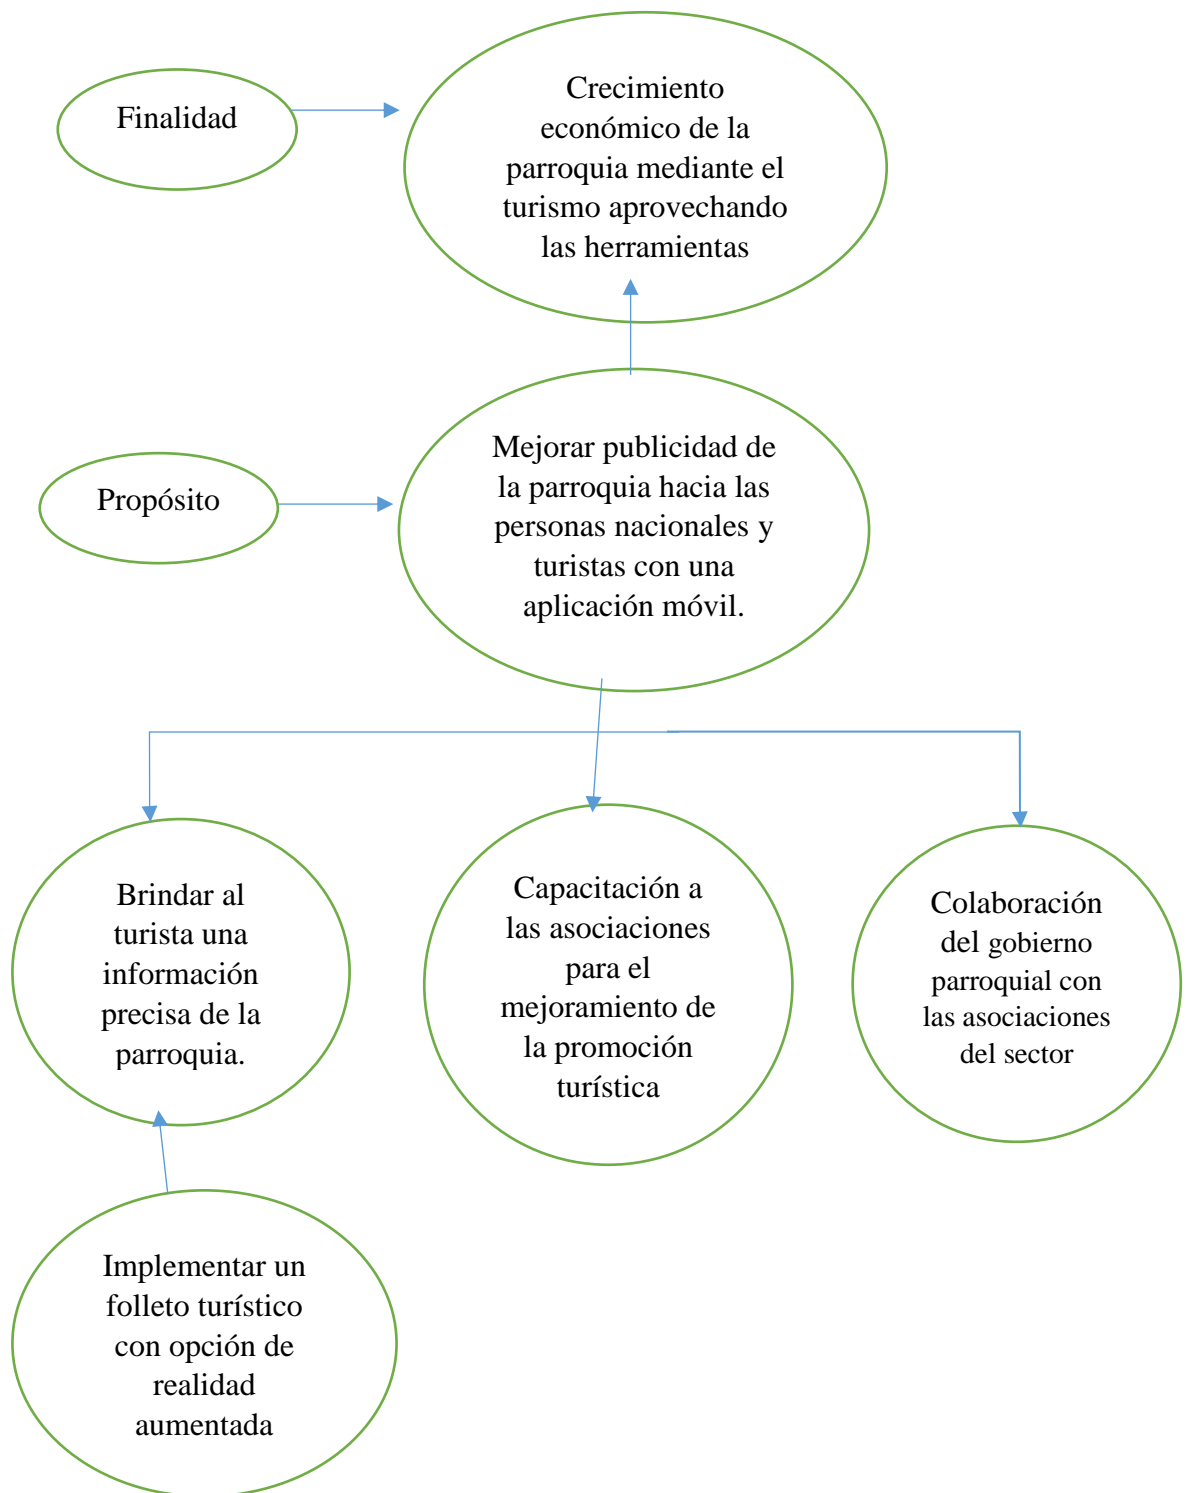 Finalidad
Crecimiento
económico de la
parroquia mediante el
turismo aprovechando
las herramientas
Propósito
Mejorar publicidad de
la parroquia hacia las
personas nacionales y
turistas con una
aplicación móvil.
Brindar al
turista una
información
precisa de la
parroquia.
Capacitación a
las asociaciones
para el
mejoramiento de
la promoción
turística
Colaboración
del gobierno
parroquial con
las asociaciones
del sector
Implementar un
folleto turístico
con opción de
realidad
aumentada